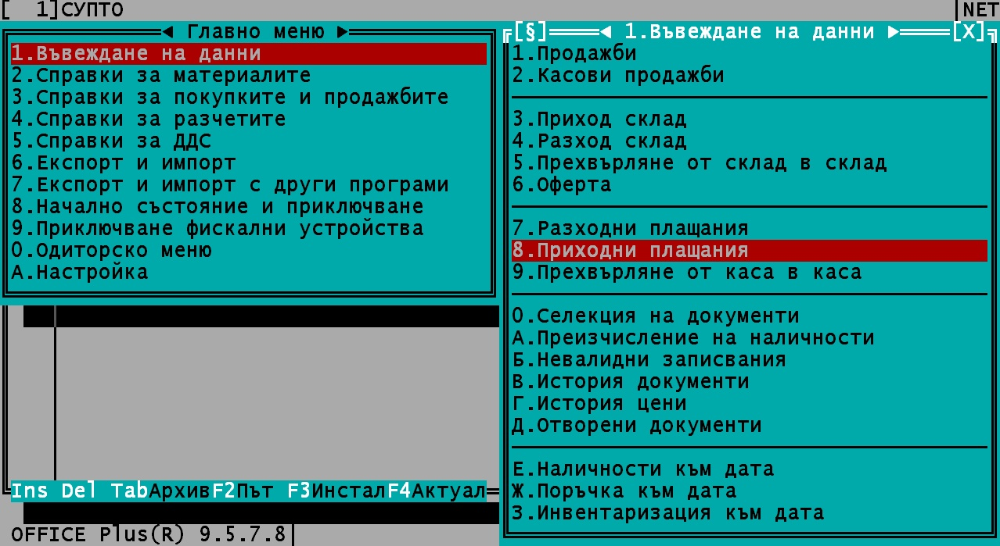 [  1]СУПТО
NET
Главно меню
1.Въвеждане на данни
2.Справки за материалите
3.Справки за покупките и продажбите
4.Справки за разчетите
5.Справки за ДДС
6.Експорт и импорт
7.Експорт и импорт с други програми
8.Начално състояние и приключване
9.Приключване фискални устройства
0.Одиторско меню
А.Настройка
[§] 1.Въвеждане на данни [X]
1.Продажби
2.Касови продажби
3.Приход склад
4.Разход склад
5.Прехвърляне от склад в склад
6.Оферта
7.Разходни плащания
8.Приходни плащания
9.Прехвърляне от каса в каса
0.Селекция на документи
А.Преизчисление на наличности
Б.Невалидни записвания
В.История документи
Г.История цени
Д.Отворени документи
Е.Наличности към дата
Ж.Поръчка към дата
З.Инвентаризация към дата
Ins Del TabАрхивF2Път F3ИнсталF4Актуал
OFFICE Plus(R) 9.5.7.8